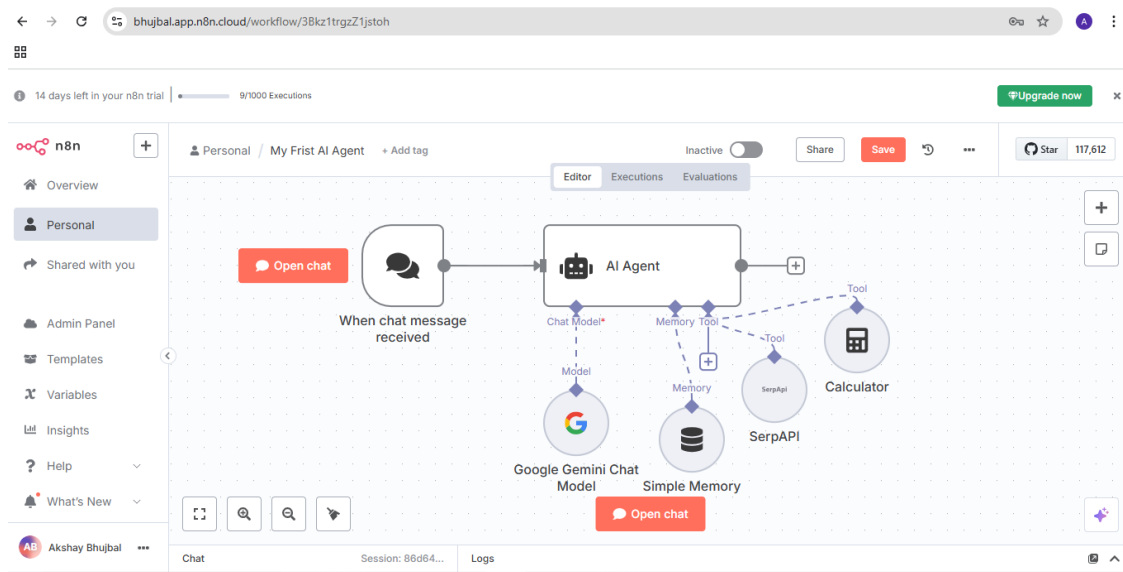 bhujbal.app.n8n.cloud/workflow/3Bkz1trgzZ1jstoh
A
14 days left in your n8n trial
9/1000 Executions
Upgrade now
n8n
Personal / My Frist AI Agent + Add tag
Inactive
Share
Save
Star 117,612
Editor Executions Evaluations
Overview
Personal
Shared with you
Admin Panel
Templates
Variables
Insights
Help
What's New
AB Akshay Bhujbal
Open chat
When chat message
received
AI Agent
Chat Model*
Memory
Tool
Tool
Tool
Model
Memory
Calculator
SerpApi
SerpAPI
Google Gemini Chat
Model
Simple Memory
Open chat
Chat
Session: 86d64...
Logs